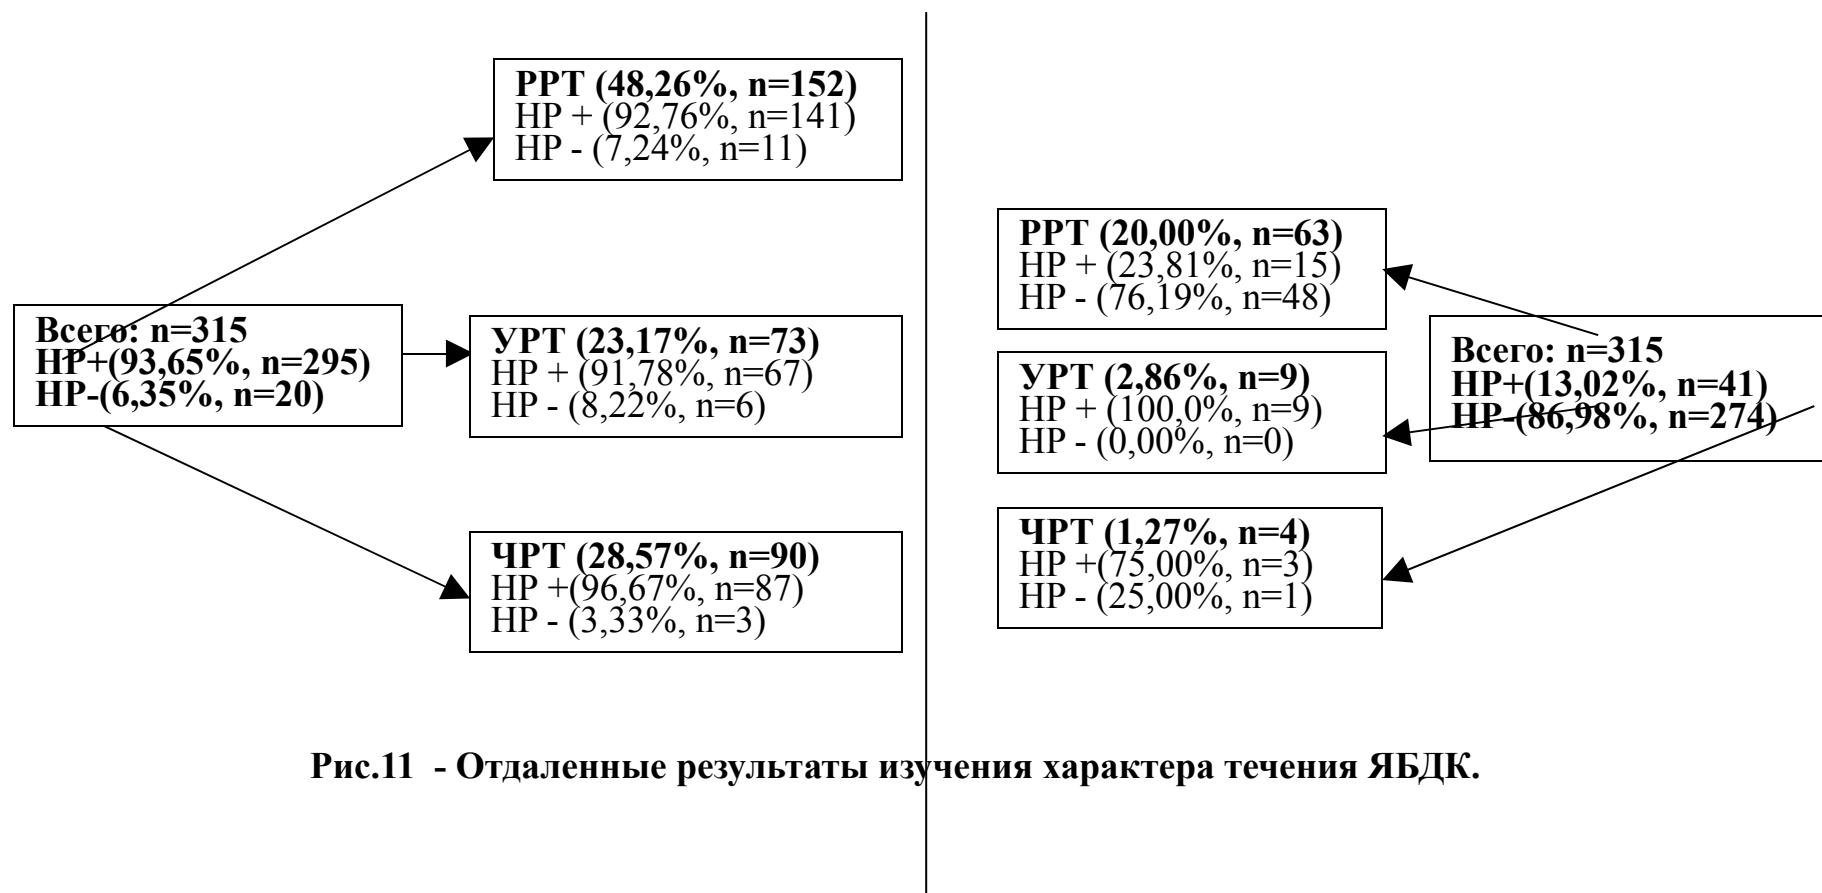 РРТ (48,26%, n=152)
НР + (92,76%, n=141)
НР - (7,24%, n=11)
Всего: n=315
НР+(93,65%, n=295)
НР-(6,35%, n=20)
УРТ (23,17%, n=73)
НР + (91,78%, n=67)
НР - (8,22%, n=6)
ЧРТ (28,57%, n=90)
НР +(96,67%, n=87)
НР - (3,33%, n=3)
РРТ (20,00%, n=63)
НР + (23,81%, n=15)
НР - (76,19%, n=48)
УРТ (2,86%, n=9)
НР + (100,0%, n=9)
НР - (0,00%, n=0)
ЧРТ (1,27%, n=4)
НР +(75,00%, n=3)
НР - (25,00%, n=1)
Всего: n=315
НР+(13,02%, n=41)
НР-(86,98%, n=274)
Рис.11 - Отдаленные результаты изучения характера течения ЯБДК.